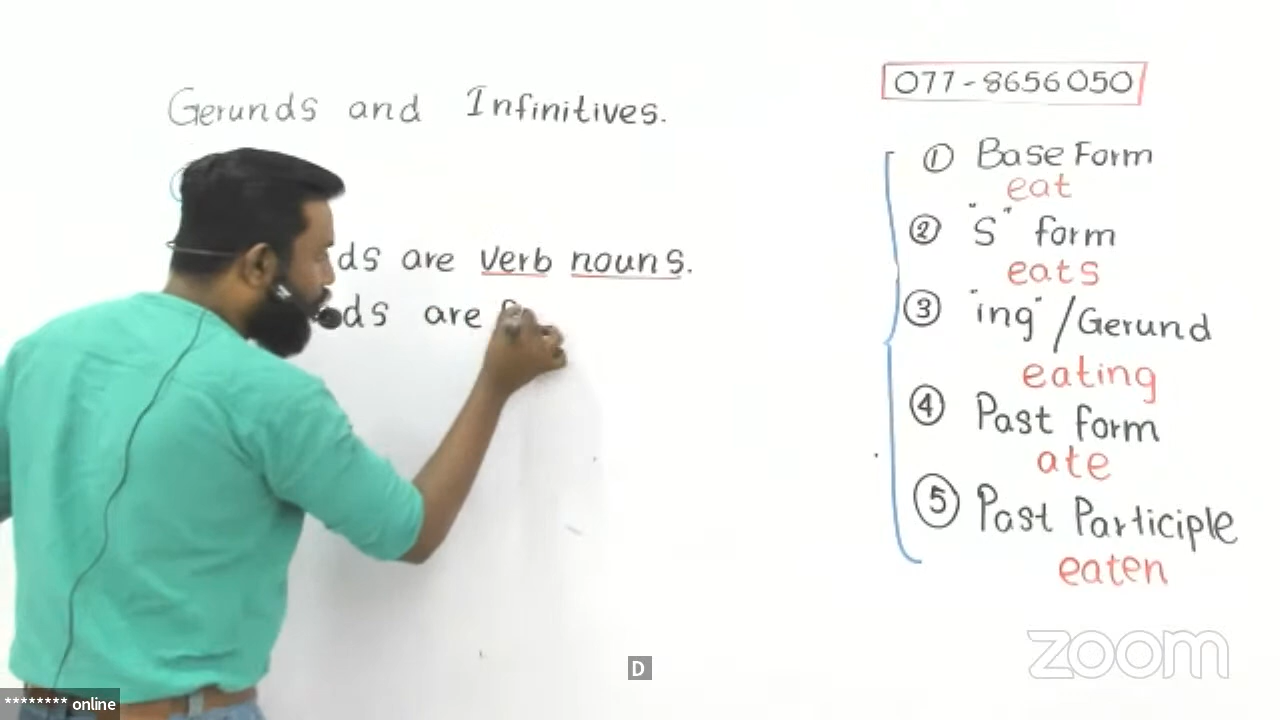 Gerunds and Infinitives.
ds are verb nouns.
ds are
077-8656050
① Base Form
eat
② "S" form
eats
③ "ing"/Gerund
eating
④ Past form
ate
⑤ Past Participle
eaten
zoom
D
******** online